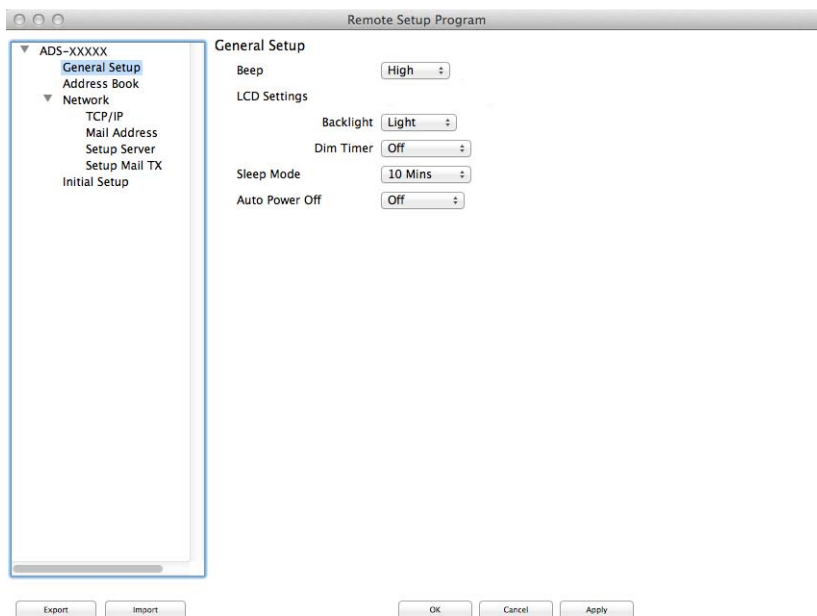 Remote Setup Program
ADS-XXXXX
General Setup
Address Book
Network
TCP/IP
Mail Address
Setup Server
Setup Mail TX
Initial Setup
General Setup
Beep High
LCD Settings
Backlight Light
Dim Timer Off
Sleep Mode 10 Mins
Auto Power Off Off
Export Import OK Cancel Apply